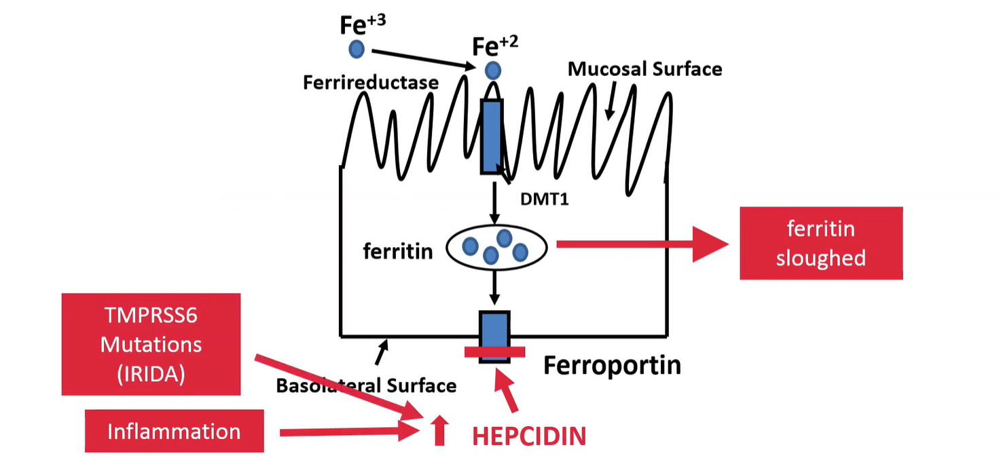 Fe+3
Fe+2
Mucosal Surface
Ferrireductase
DMT1
ferritin
ferritin
sloughed
TMPRSS6
Mutations
(IRIDA)
Ferroportin
Basolateral Surface
Inflammation
HEPCIDIN